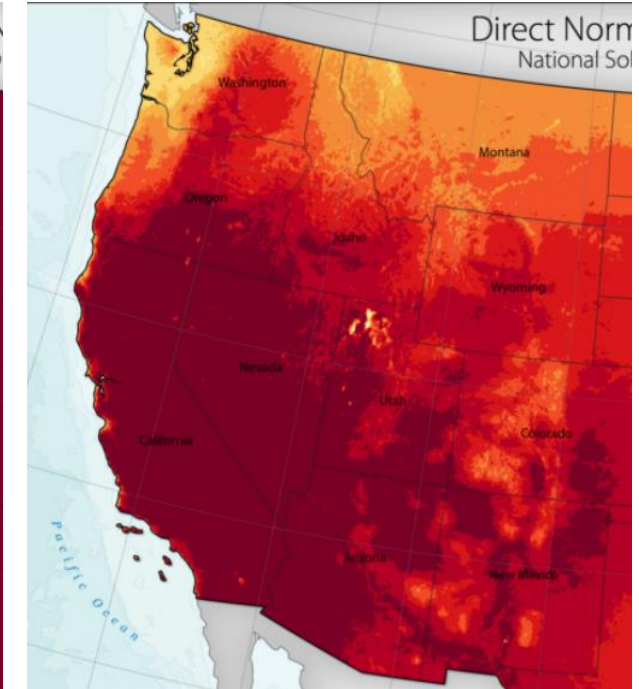 Direct Norm
National Sol
Washington
Montana
Oregon
Idaho
Wyoming
Nevada
Utah
Colorado
California
Arizona
New Mexico
Pacific Ocean